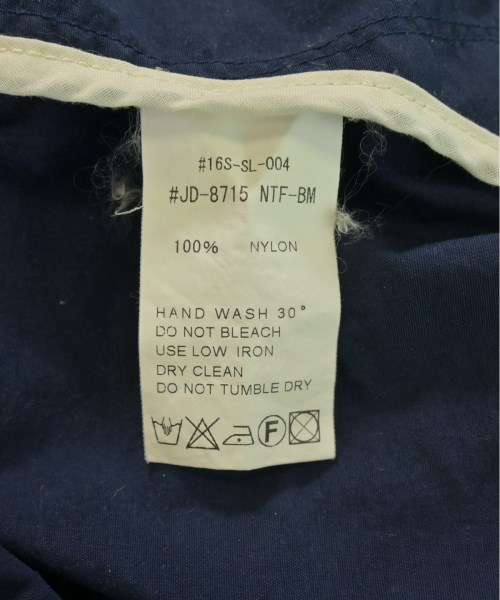 #16S-SL-004
#JD-8715 NTF-BM
100% NYLON
HAND WASH 30°
DO NOT BLEACH
USE LOW IRON
DRY CLEAN
DO NOT TUMBLE DRY
F